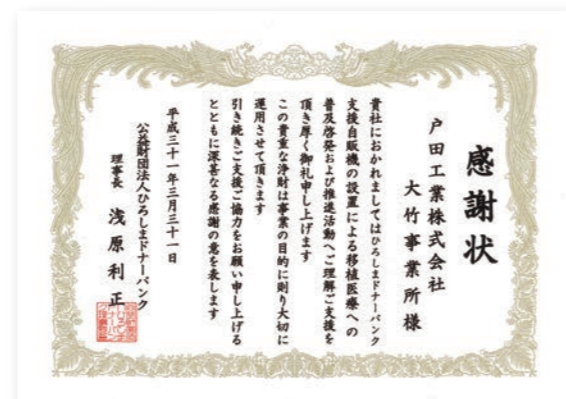 感謝状
戸田工業株式会社
大竹事業所様
貴社におかれましてはひろしまドナーバンク
支援自販機の設置による移植医療への
普及啓発および推進活動へご理解ご支援を
頂き厚く御礼申し上げます
この貴重な浄財は事業の目的に則り大切に
運用させて頂きます
引き続きご支援ご協力をお願い申し上げる
とともに深甚なる感謝の意を表します
平成三十一年三月三十一日
公益財団法人ひろしまドナーバンク
理事長 浅原利正